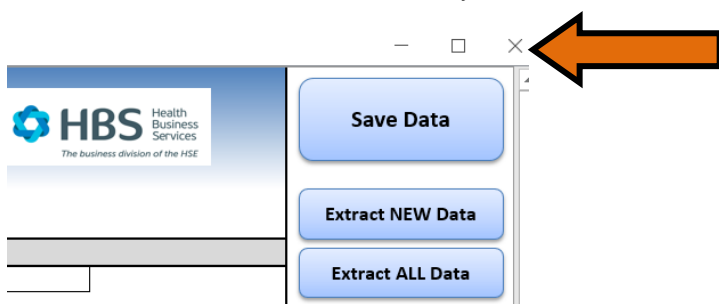 HBS Health
Business
Services
The business division of the HSE
Save Data
Extract NEW Data
Extract ALL Data